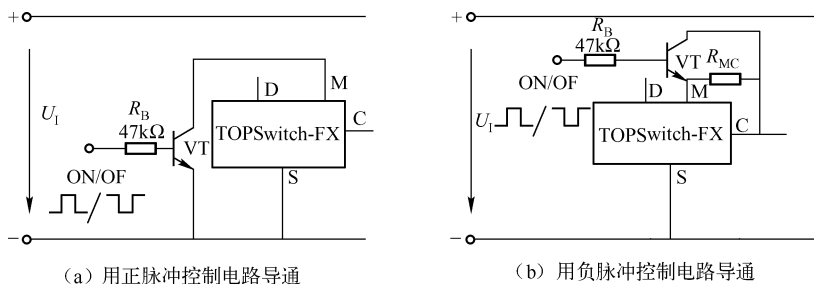 +
U_I
R_B
47kΩ
VT
ON/OF
D
M
TOPSwitch-FX
C
S
−
(a) 用正脉冲控制电路导通
+
U_I
R_B
47kΩ
ON/OF
VT
R_MC
D
M
TOPSwitch-FX
C
S
−
(b) 用负脉冲控制电路导通